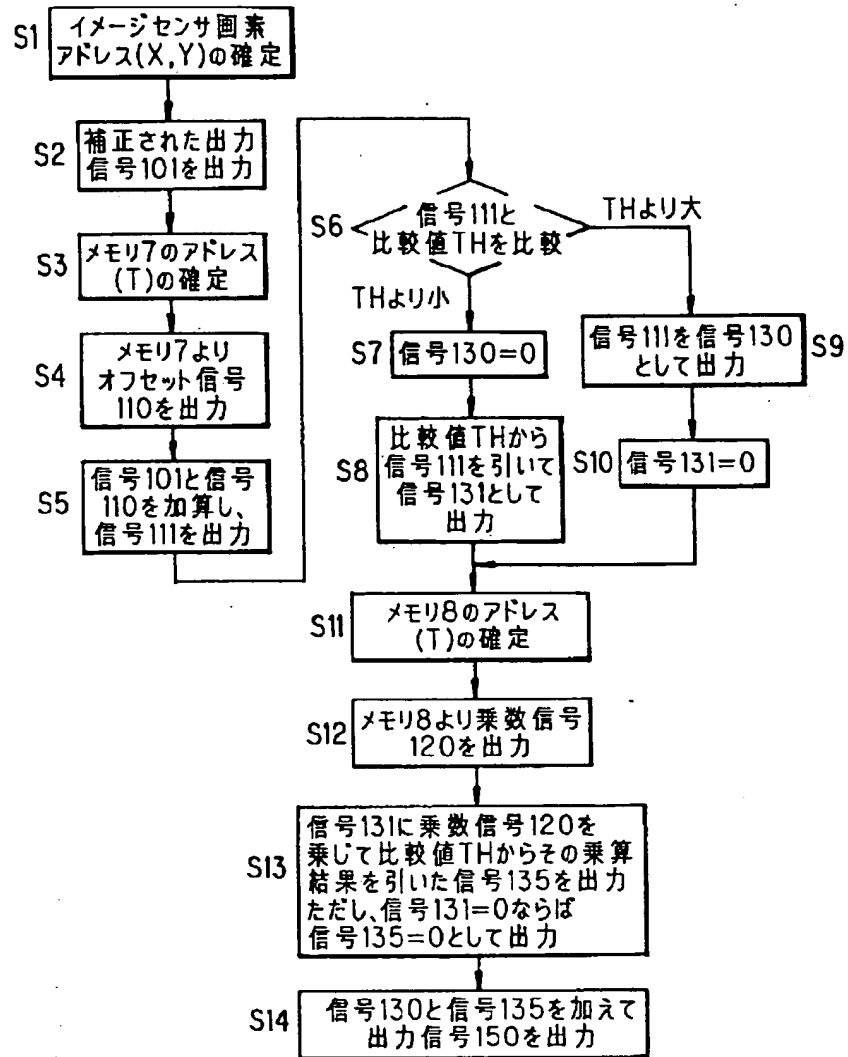 S1
イメージセンサ画素
アドレス(X,Y)の確定
S2
補正された出力
信号101を出力
S3
メモリ7のアドレス
(T)の確定
S4
メモリ7より
オフセット信号
110を出力
S5
信号101と信号
110を加算し、
信号111を出力
S6
信号111と
比較値THを比較
THより大
THより小
S7
信号130=0
S8
比較値THから
信号111を引いて
信号131として
出力
信号111を信号130
として出力
S9
S10
信号131=0
S11
メモリ8のアドレス
(T)の確定
S12
メモリ8より乗数信号
120を出力
S13
信号131に乗数信号120を
乗じて比較値THからその乗算
結果を引いた信号135を出力
ただし、信号131=0ならば
信号135=0として出力
S14
信号130と信号135を加えて
出力信号150を出力